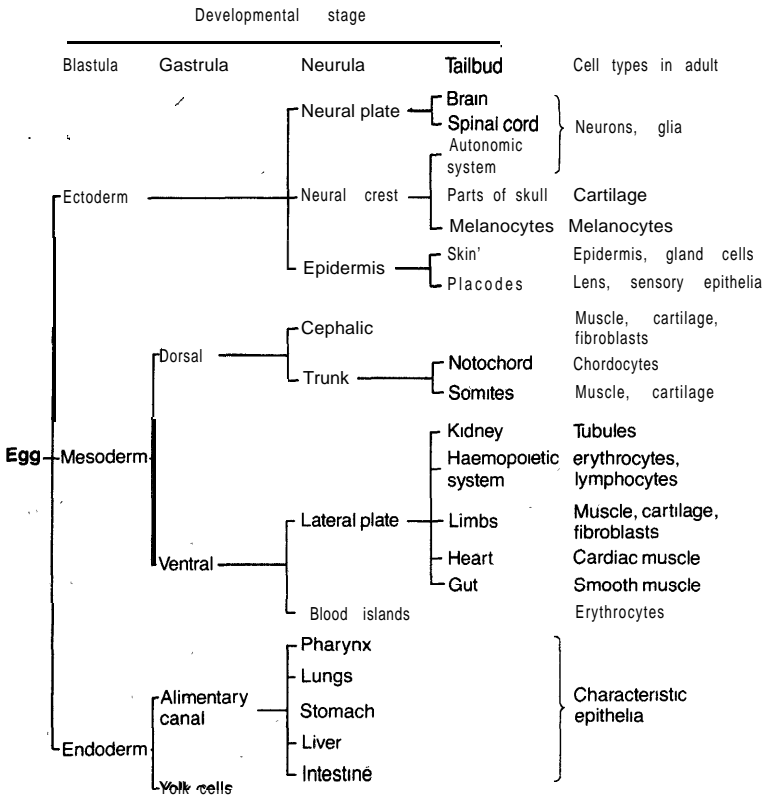 Developmental stage
Blastula Gastrula Neurula Tailbud Cell types in adult
Brain
Neural plate
Spinal cord
Neurons, glia
Autonomic
system
Ectoderm
Neural crest
Parts of skull Cartilage
Melanocytes Melanocytes
Skin' Epidermis, gland cells
Epidermis
Placodes Lens, sensory epithelia
Cephalic
Muscle, cartilage,
fibroblasts
Dorsal
Trunk
Notochord Chordocytes
Somites Muscle, cartilage
Egg
Mesoderm
Kidney Tubules
Haemopoietic erythrocytes,
system lymphocytes
Lateral plate
Limbs
Muscle, cartilage,
fibroblasts
Ventral
Heart Cardiac muscle
Gut Smooth muscle
Blood islands Erythrocytes
Pharynx
Lungs
Alimentary
canal
Stomach
Characteristic
epithelia
Endoderm
Liver
Intestine
Yolk cells